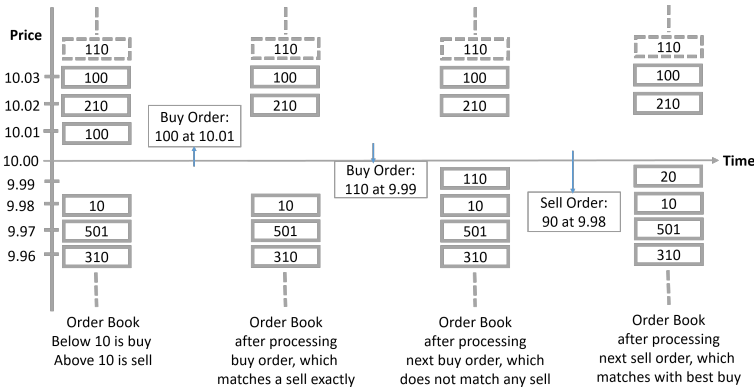 Price
110
110
110
110
10.03
100
100
100
100
10.02
210
210
210
210
10.01
100
Buy Order:
100 at 10.01
10.00
Time
Buy Order:
110 at 9.99
9.99
110
20
Sell Order:
90 at 9.98
9.98
10
10
10
10
9.97
501
501
501
501
9.96
310
310
310
310
Order Book
Below 10 is buy
Above 10 is sell
Order Book
after processing
buy order, which
matches a sell exactly
Order Book
after processing
next buy order, which
does not match any sell
Order Book
after processing
next sell order, which
matches with best buy